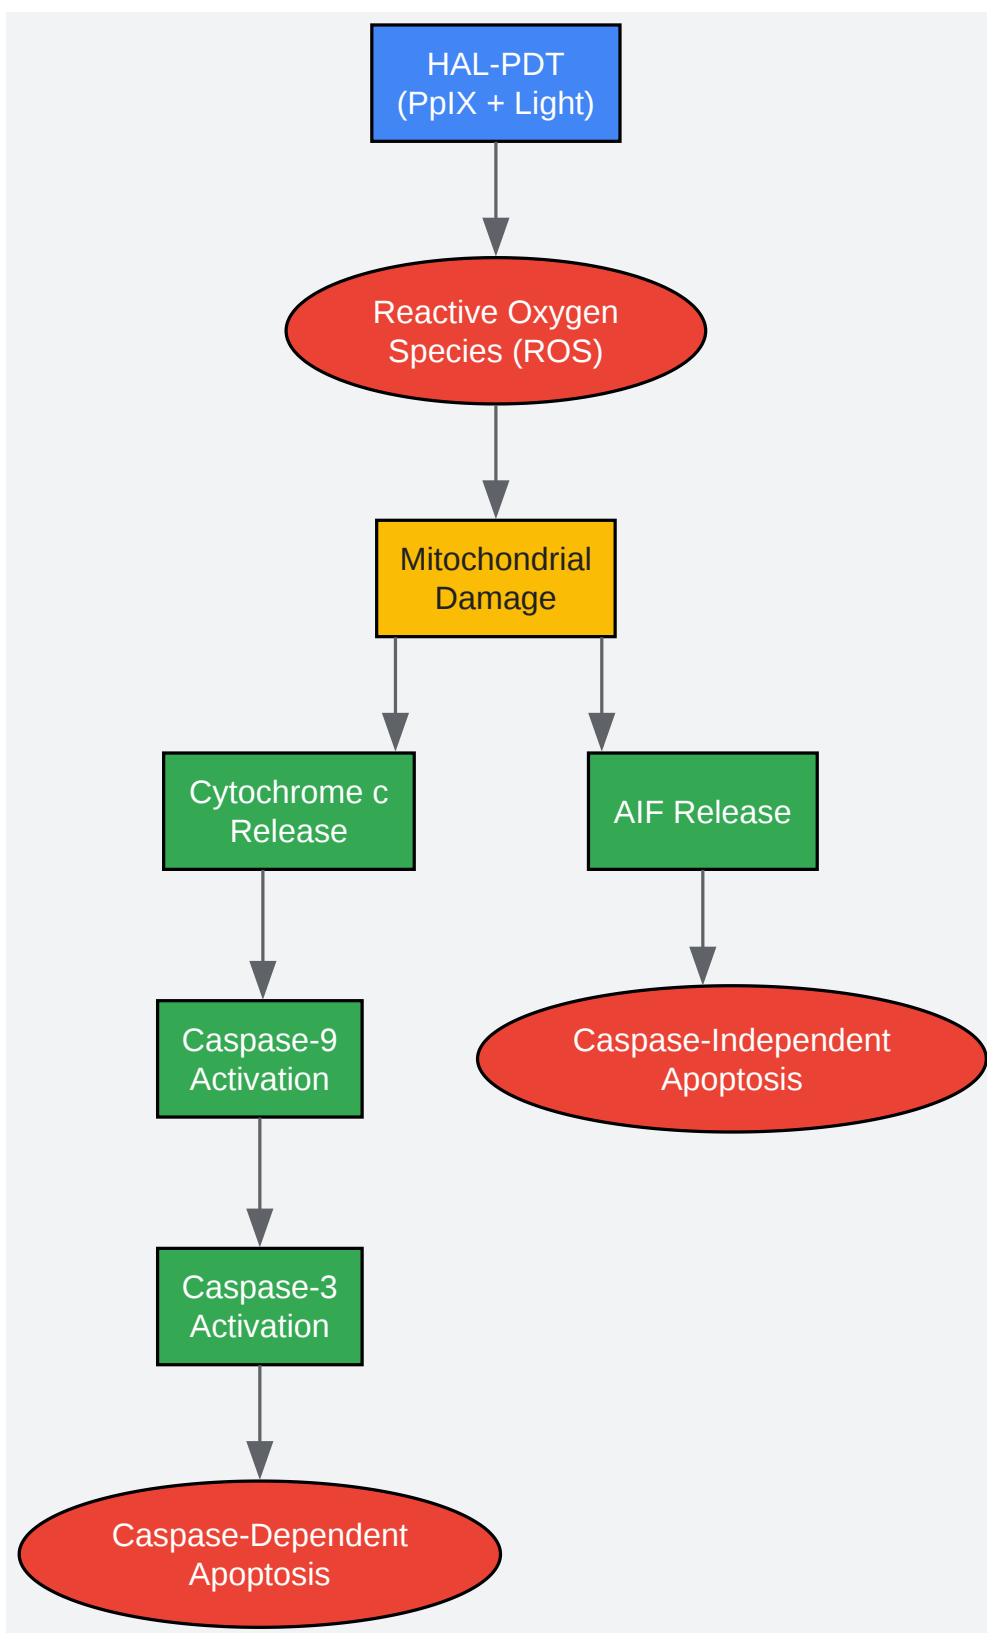 HAL-PDT
(PpIX + Light)
Reactive Oxygen
Species (ROS)
Mitochondrial
Damage
Cytochrome c
Release
AIF Release
Caspase-9
Activation
Caspase-Independent
Apoptosis
Caspase-3
Activation
Caspase-Dependent
Apoptosis